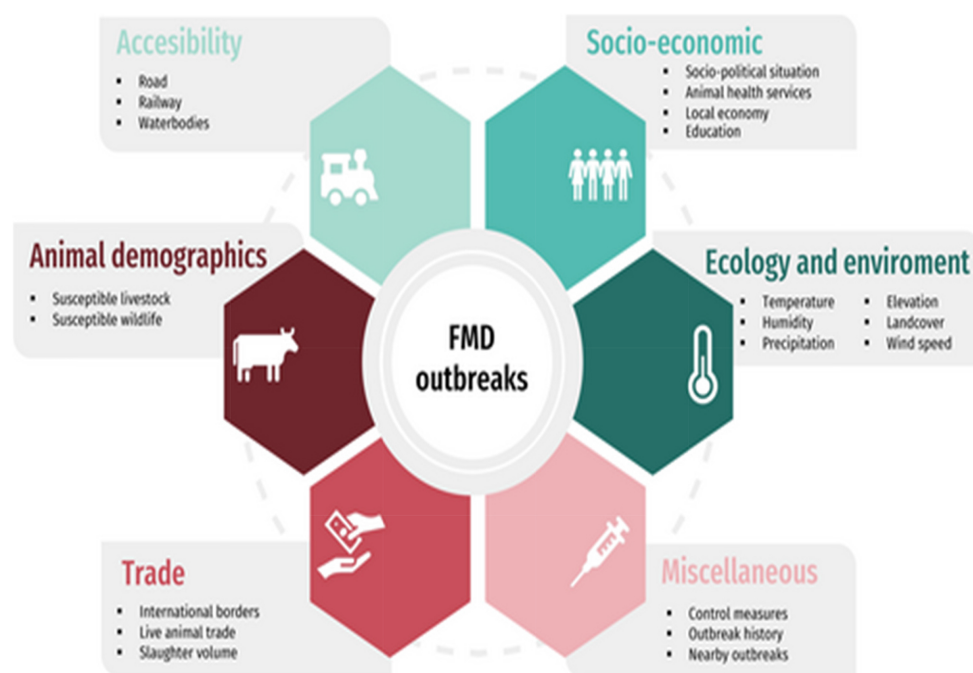 Accesibility
Road
Railway
Waterbodies
Socio-economic
Socio-political situation
Animal health services
Local economy
Education
Animal demographics
Susceptible livestock
Susceptible wildlife
FMD
outbreaks
Ecology and enviroment
Temperature
Humidity
Precipitation
Elevation
Landcover
Wind speed
Trade
International borders
Live animal trade
Slaughter volume
Miscellaneous
Control measures
Outbreak history
Nearby outbreaks